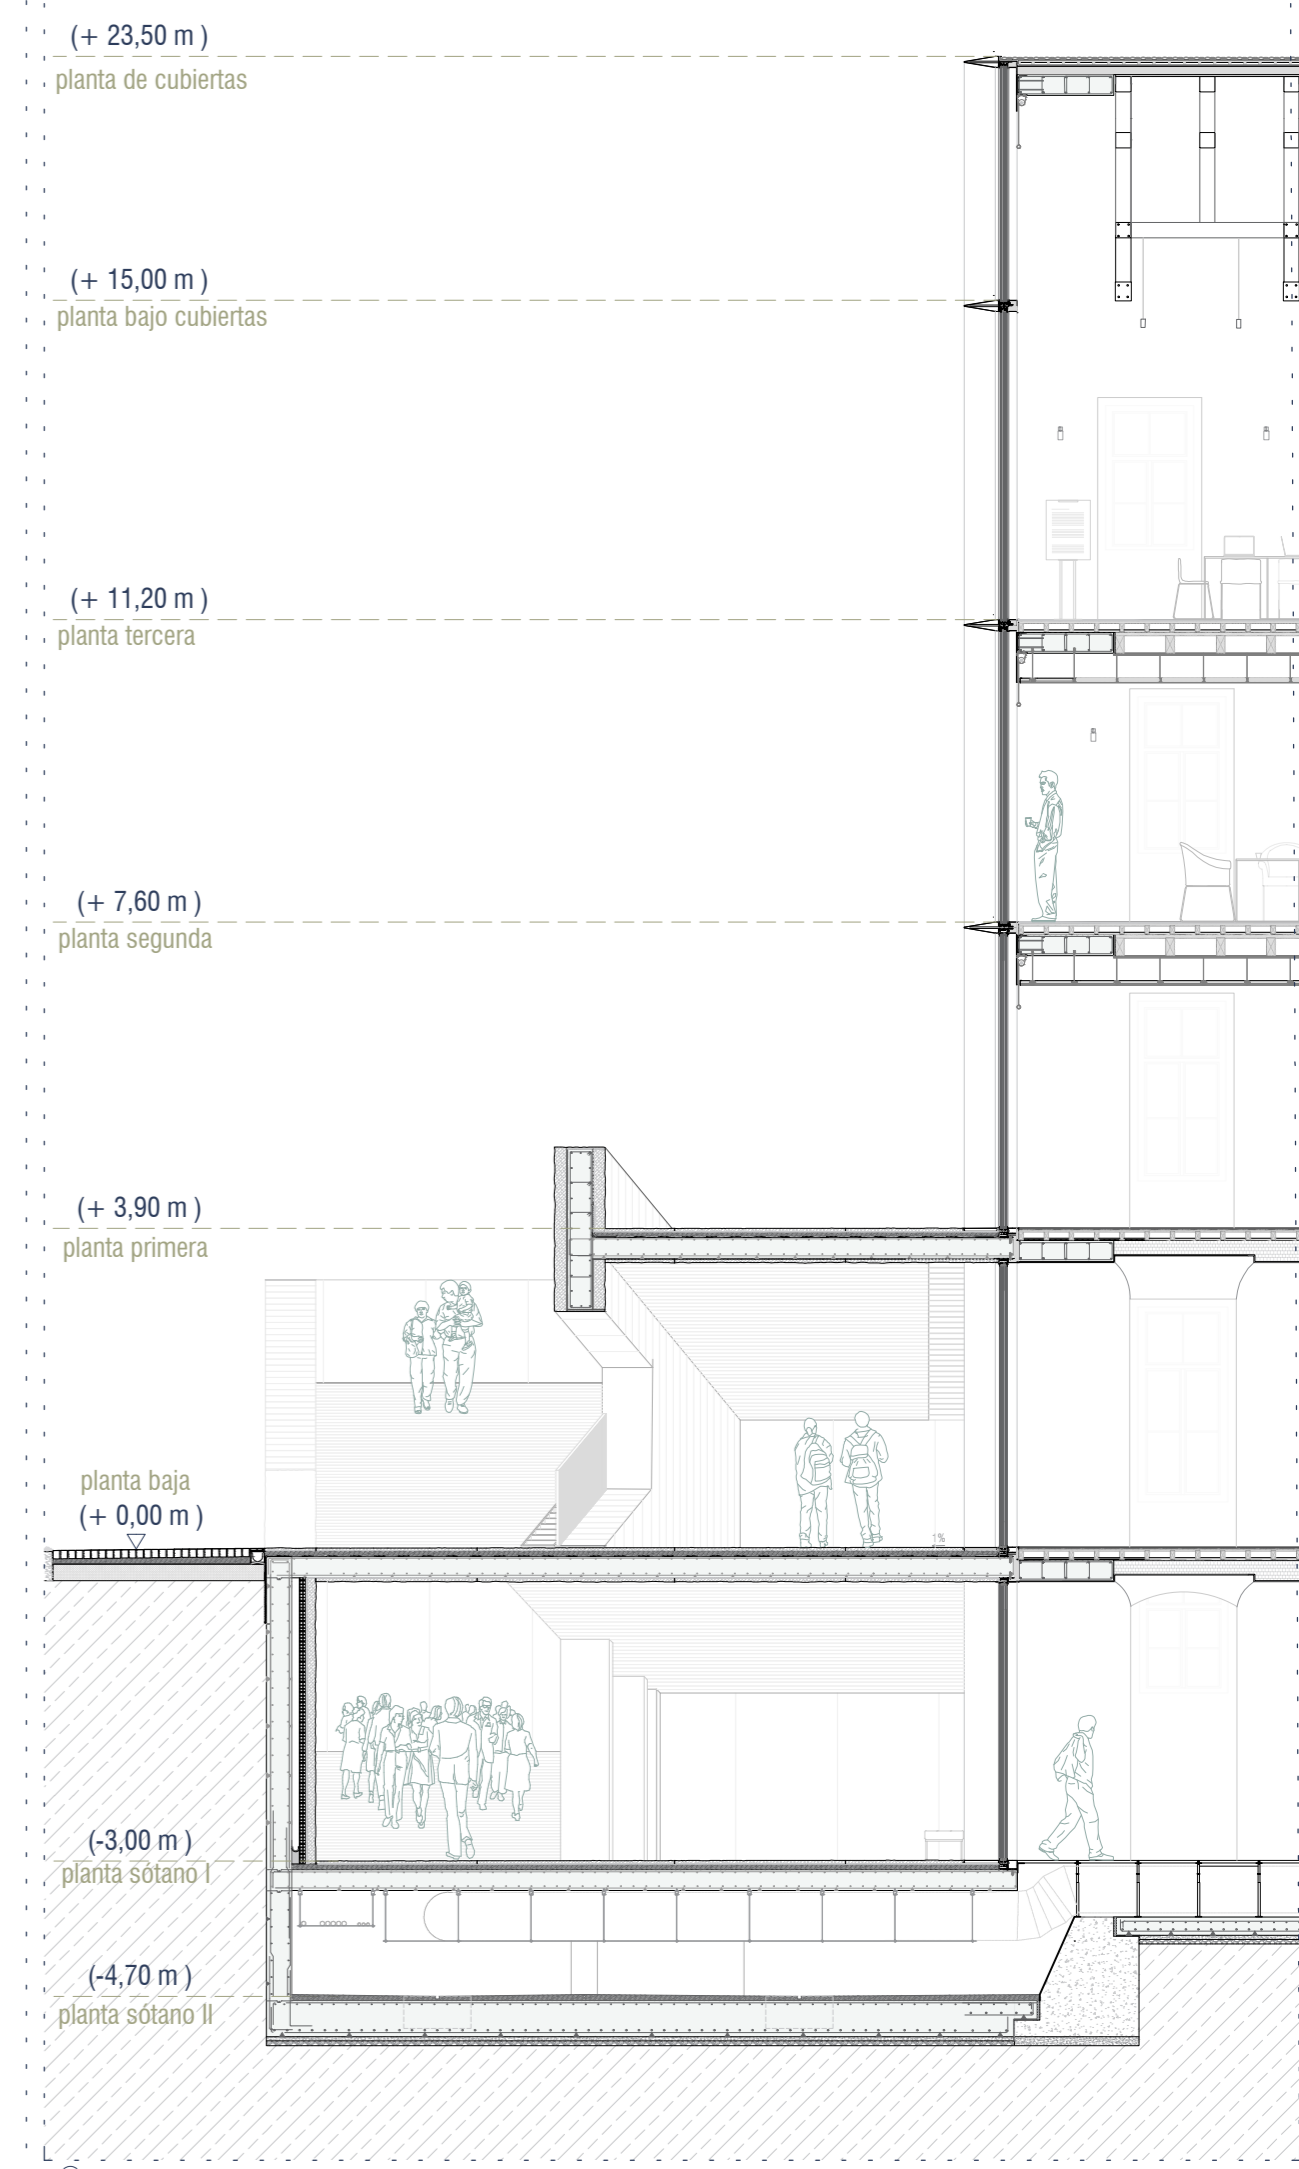 (+ 23,50 m )
planta de cubiertas
(+ 15,00 m )
planta bajo cubiertas
(+ 11,20 m )
planta tercera
(+ 7,60 m )
planta segunda
(+ 3,90 m )
planta primera
planta baja
(+ 0,00 m )
1%
(-3,00 m )
planta sótano I
(-4,70 m )
planta sótano II